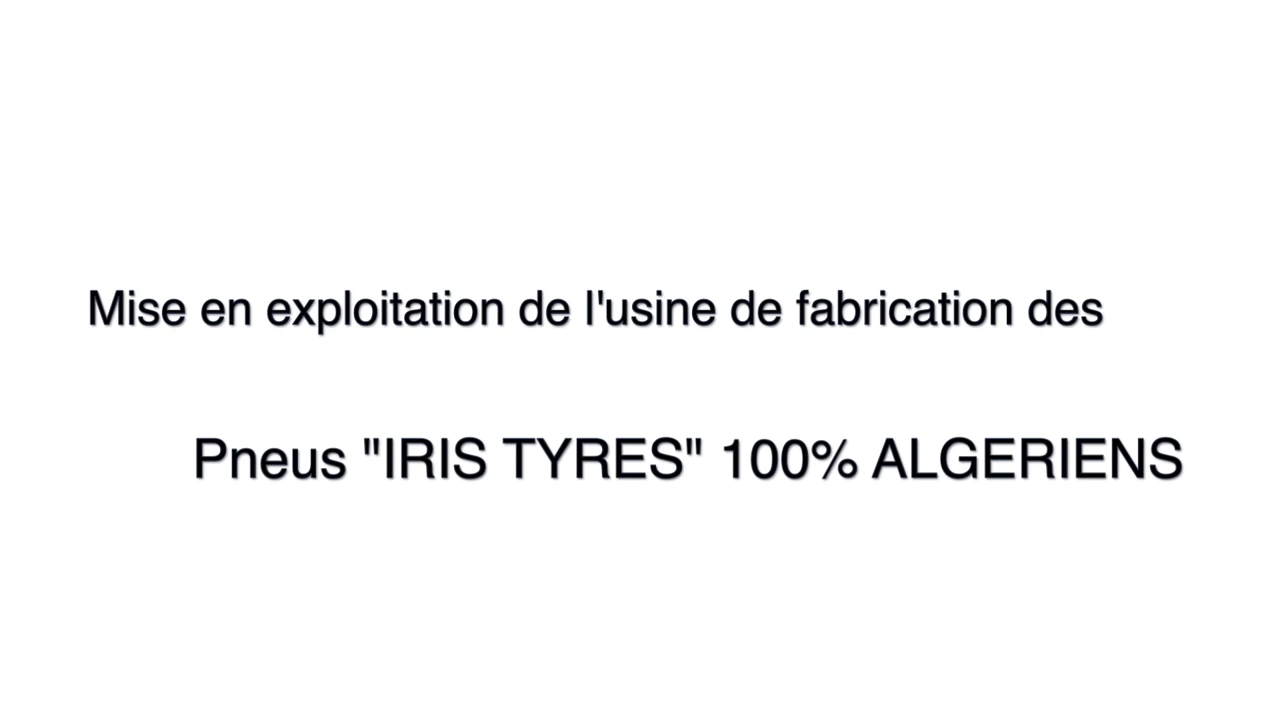 Mise en exploitation de l'usine de fabrication des
Pneus "IRIS TYRES" 100% ALGERIENS